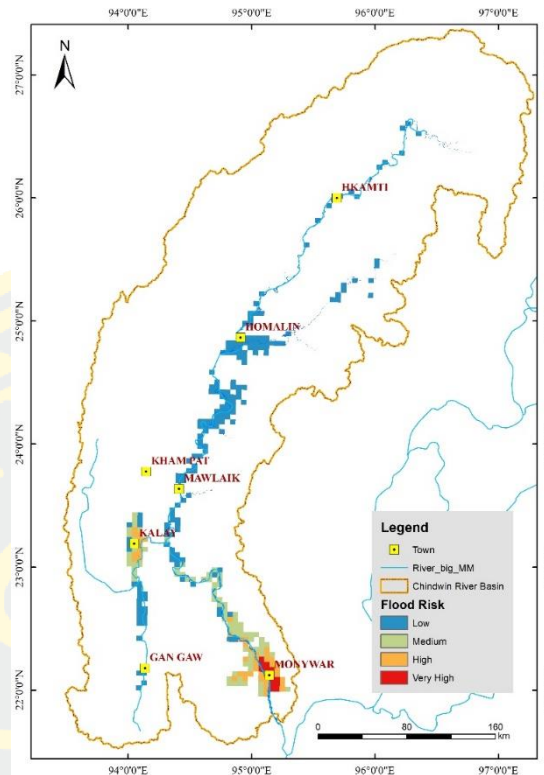 94°0'0"E 95°0'0"E 96°0'0"E 97°0'0"E
N
27°0'0"N
26°0'0"N
25°0'0"N
24°0'0"N
23°0'0"N
22°0'0"N
HKAMTI
HOMALIN
KHAM PAT
MAWLAIK
KALAY
GAN GAW
MONYWAR
Legend
Town
River_big_MM
Chindwin River Basin
Flood Risk
Low
Medium
High
Very High
0 80 160
km
94°0'0"E 95°0'0"E 96°0'0"E 97°0'0"E